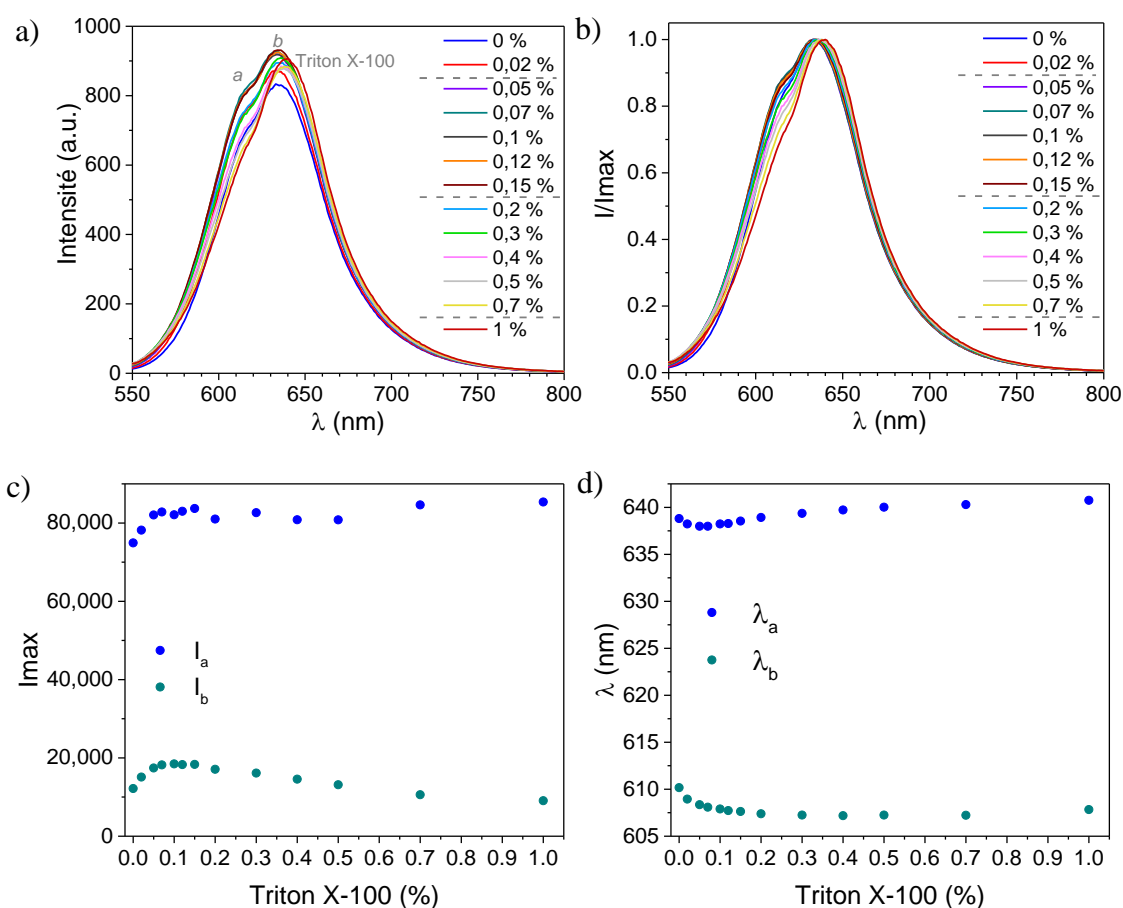 a)
1000
800
600
400
200
0
Intensité (a.u.)
a
b
Triton X-100
0 %
0,02 %
0,05 %
0,07 %
0,1 %
0,12 %
0,15 %
0,2 %
0,3 %
0,4 %
0,5 %
0,7 %
1 %
550 600 650 700 750 800
λ (nm)
b)
1.0
0.8
0.6
0.4
0.2
0.0
I/Imax
0 %
0,02 %
0,05 %
0,07 %
0,1 %
0,12 %
0,15 %
0,2 %
0,3 %
0,4 %
0,5 %
0,7 %
1 %
550 600 650 700 750 800
λ (nm)
c)
80,000
60,000
40,000
20,000
0
Imax
Ia
Ib
0.0 0.1 0.2 0.3 0.4 0.5 0.6 0.7 0.8 0.9 1.0
Triton X-100 (%)
d)
640
635
630
625
620
615
610
605
λ (nm)
λa
λb
0.0 0.1 0.2 0.3 0.4 0.5 0.6 0.7 0.8 0.9 1.0
Triton X-100 (%)